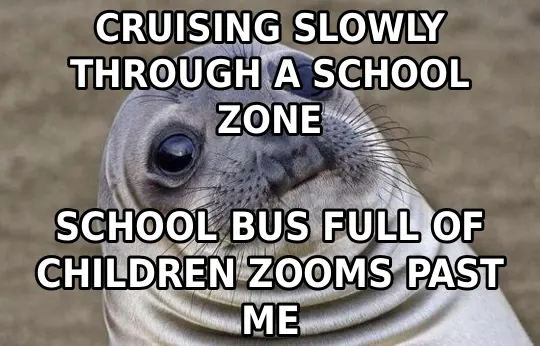 CRUISING SLOWLY
THROUGH A SCHOOL
ZONE
SCHOOL BUS FULL OF
CHILDREN ZOOMS PAST
ME